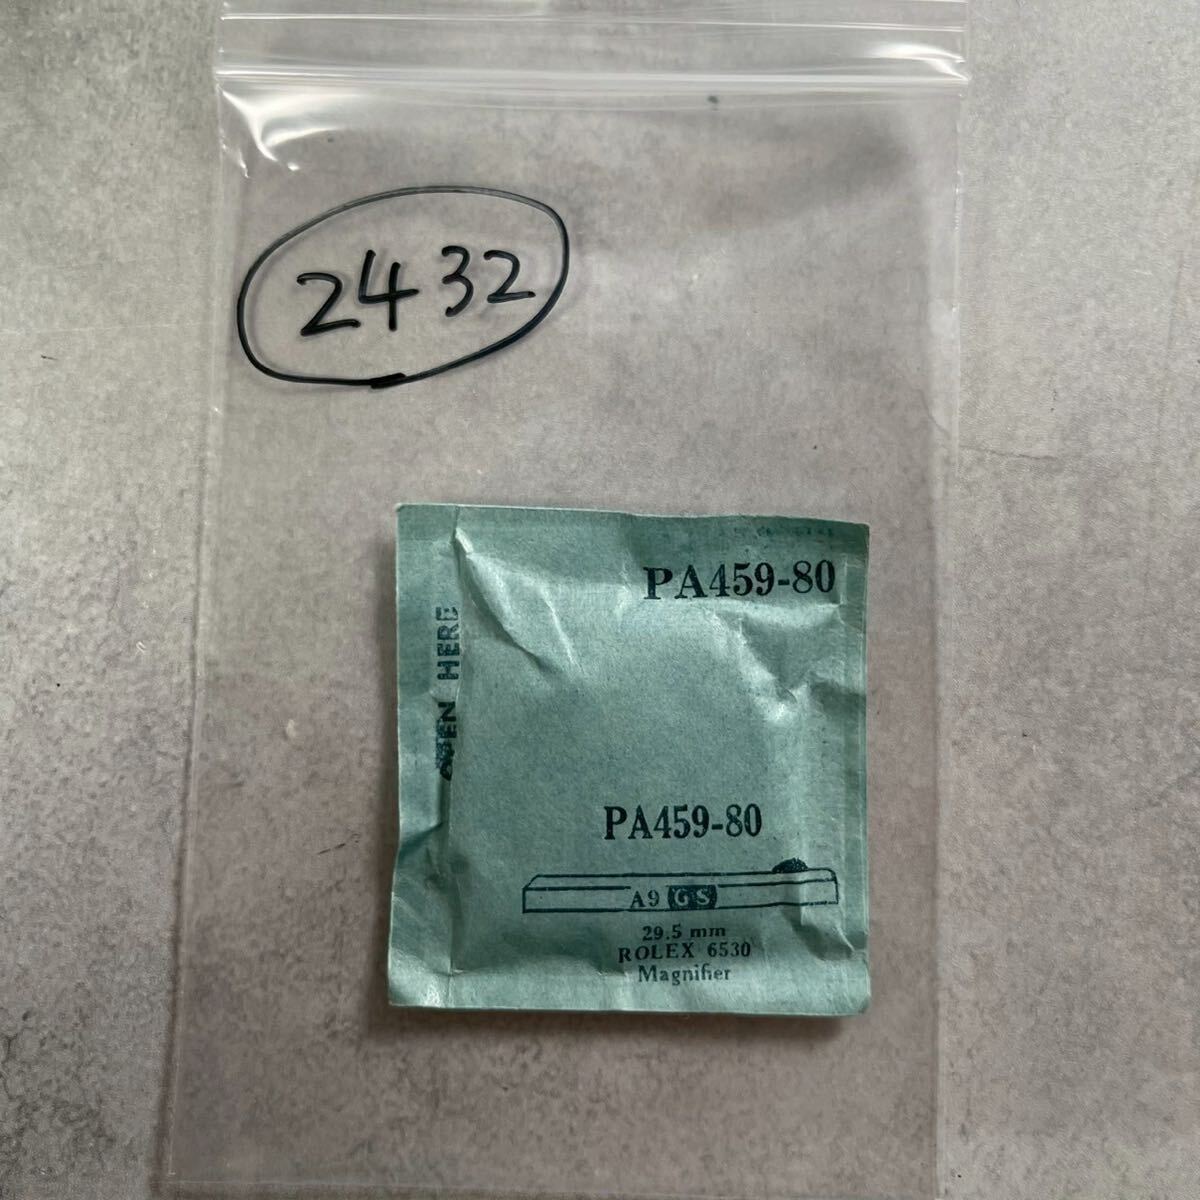 2432
PA459-80
OPEN HERE
PA459-80
A9 GS
29.5 mm
ROLEX 6530
Magnifier